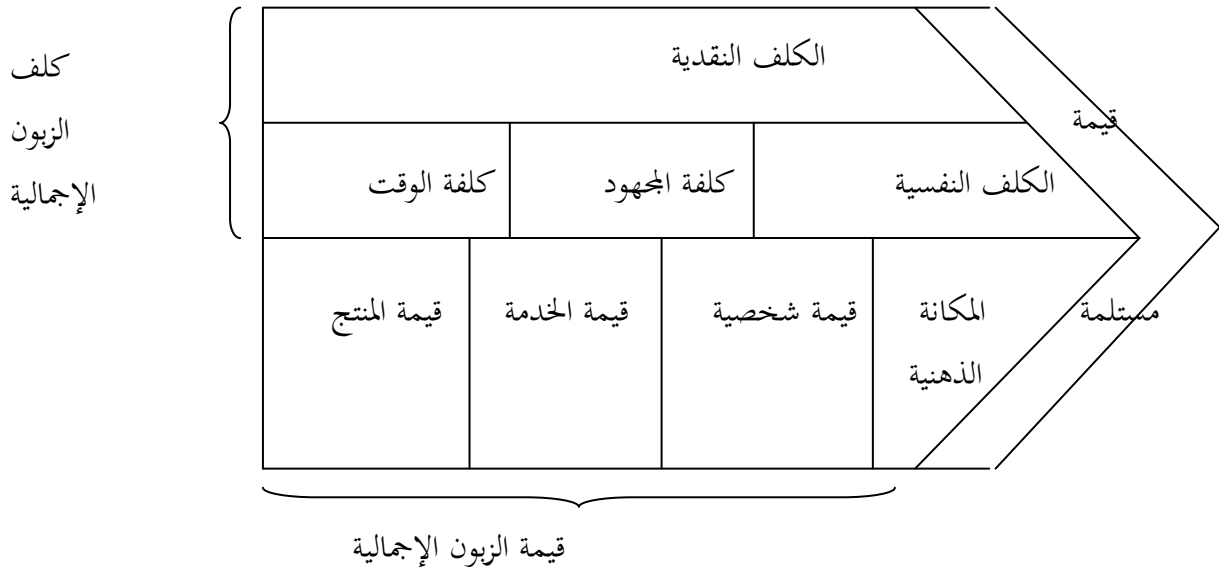 كلف
الزبون
الإجمالية
الكلف النقدية
قيمة
الكلف النفسية
كلفة المجهود
كلفة الوقت
المكانة
الذهنية
قيمة شخصية
قيمة الخدمة
قيمة المنتج
مستلمة
قيمة الزبون الإجمالية